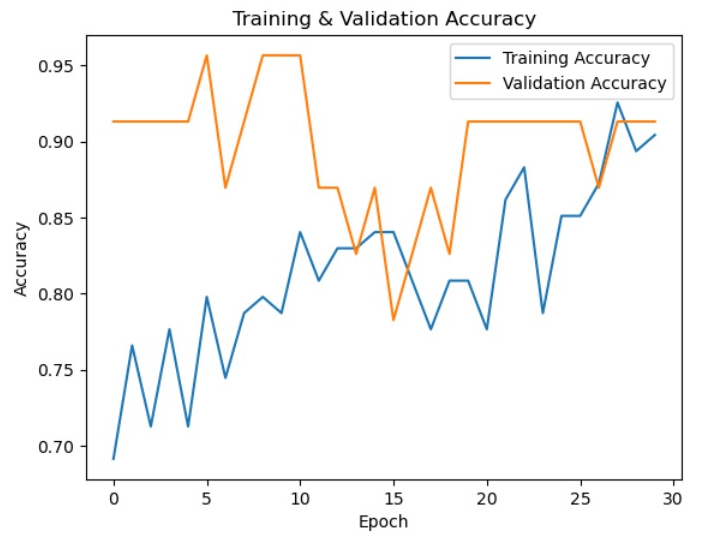 Training & Validation Accuracy
Training Accuracy
Validation Accuracy
0.95
0.90
0.85
0.80
0.75
0.70
Accuracy
0 5 10 15 20 25 30
Epoch